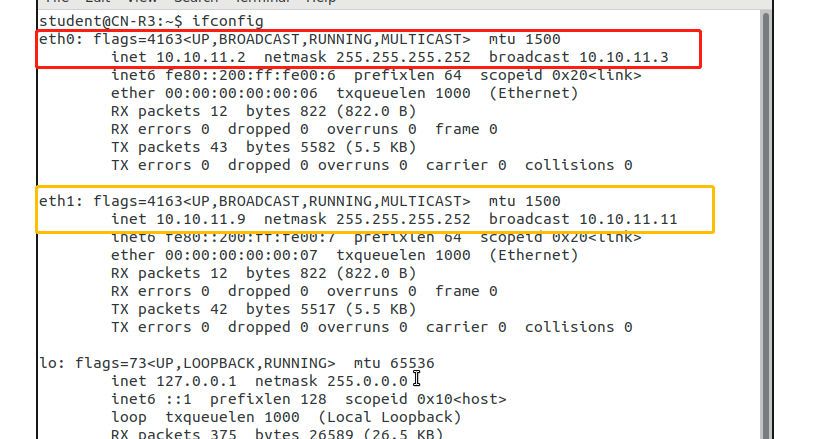 student@CN-R3:~$ ifconfig
eth0: flags=4163<UP,BROADCAST,RUNNING,MULTICAST>  mtu 1500
        inet 10.10.11.2  netmask 255.255.255.252  broadcast 10.10.11.3
        inet6 fe80::200:ff:fe00:6  prefixlen 64  scopeid 0x20<link>
        ether 00:00:00:00:00:06  txqueuelen 1000  (Ethernet)
        RX packets 12  bytes 822 (822.0 B)
        RX errors 0  dropped 0  overruns 0  frame 0
        TX packets 43  bytes 5582 (5.5 KB)
        TX errors 0  dropped 0 overruns 0  carrier 0  collisions 0

eth1: flags=4163<UP,BROADCAST,RUNNING,MULTICAST>  mtu 1500
        inet 10.10.11.9  netmask 255.255.255.252  broadcast 10.10.11.11
        inet6 fe80::200:ff:fe00:7  prefixlen 64  scopeid 0x20<link>
        ether 00:00:00:00:00:07  txqueuelen 1000  (Ethernet)
        RX packets 12  bytes 822 (822.0 B)
        RX errors 0  dropped 0  overruns 0  frame 0
        TX packets 42  bytes 5517 (5.5 KB)
        TX errors 0  dropped 0 overruns 0  carrier 0  collisions 0

lo: flags=73<UP,LOOPBACK,RUNNING>  mtu 65536
        inet 127.0.0.1  netmask 255.0.0.0
        inet6 ::1  prefixlen 128  scopeid 0x10<host>
        loop  txqueuelen 1000  (Local Loopback)
        RX packets 375  bytes 26589 (26.5 KB)